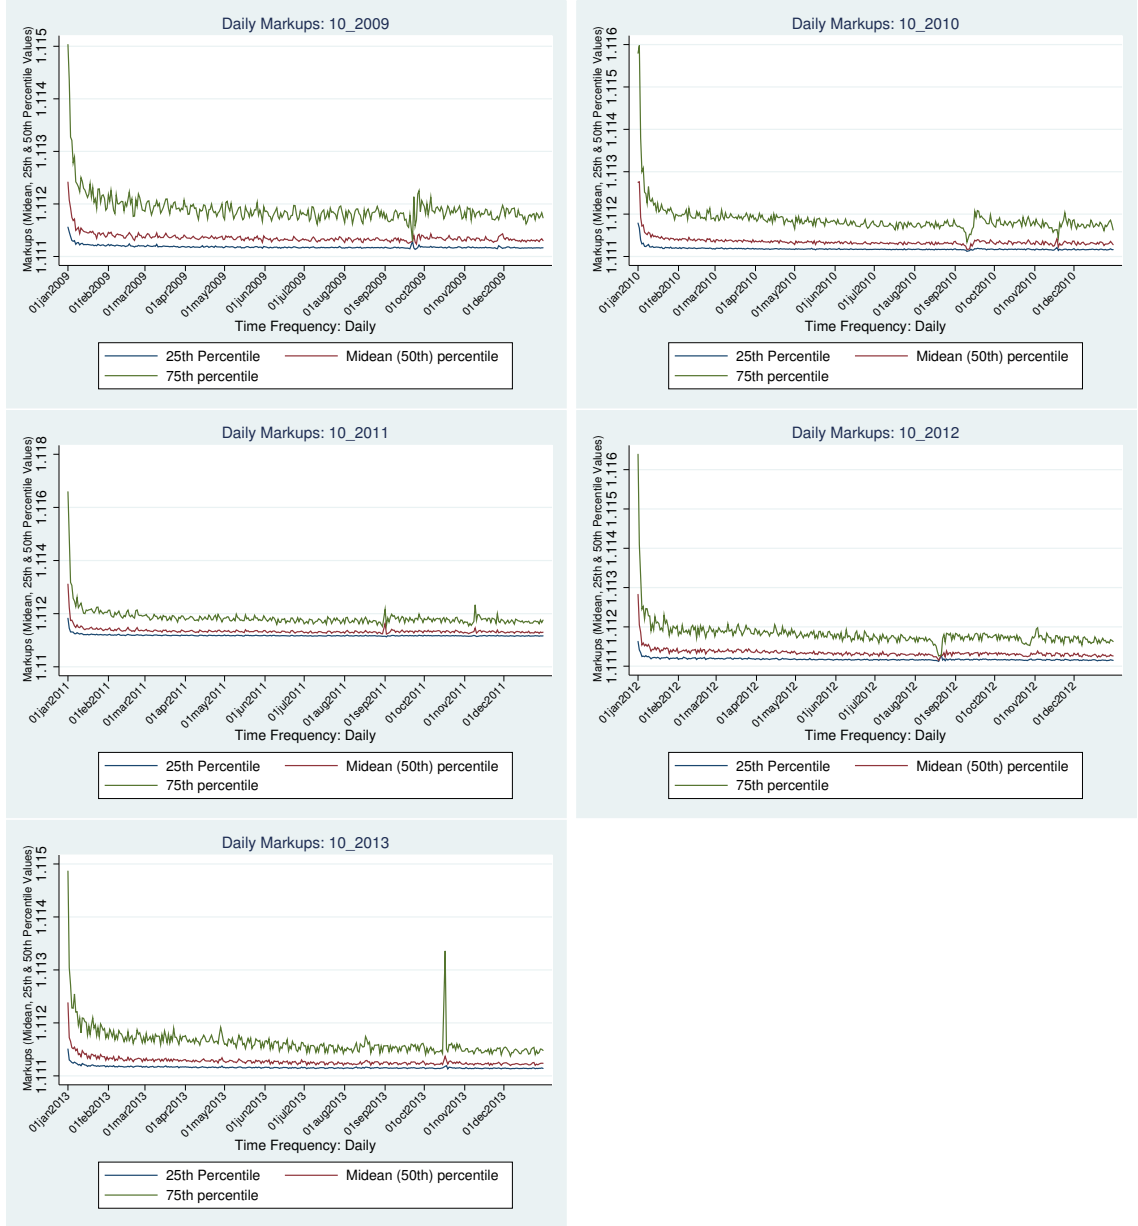 Daily Markups: 10_2009
Markups (Midean, 25th & 50th Percentile Values)
1.115
1.114
1.113
1.112
1.111
01jan2009
01feb2009
01mar2009
01apr2009
01may2009
01jun2009
01jul2009
01aug2009
01sep2009
01oct2009
01nov2009
01dec2009
Time Frequency: Daily
25th Percentile
Midean (50th) percentile
75th percentile
Daily Markups: 10_2010
Markups (Midean, 25th & 50th Percentile Values)
1.116
1.115
1.114
1.113
1.112
1.111
01jan2010
01feb2010
01mar2010
01apr2010
01may2010
01jun2010
01jul2010
01aug2010
01sep2010
01oct2010
01nov2010
01dec2010
Time Frequency: Daily
25th Percentile
Midean (50th) percentile
75th percentile
Daily Markups: 10_2011
Markups (Midean, 25th & 50th Percentile Values)
1.118
1.116
1.114
1.112
1.11
01jan2011
01feb2011
01mar2011
01apr2011
01may2011
01jun2011
01jul2011
01aug2011
01sep2011
01oct2011
01nov2011
01dec2011
Time Frequency: Daily
25th Percentile
Midean (50th) percentile
75th percentile
Daily Markups: 10_2012
Markups (Midean, 25th & 50th Percentile Values)
1.116
1.115
1.114
1.113
1.112
1.111
01jan2012
01feb2012
01mar2012
01apr2012
01may2012
01jun2012
01jul2012
01aug2012
01sep2012
01oct2012
01nov2012
01dec2012
Time Frequency: Daily
25th Percentile
Midean (50th) percentile
75th percentile
Daily Markups: 10_2013
Markups (Midean, 25th & 50th Percentile Values)
1.115
1.114
1.113
1.112
1.111
01jan2013
01feb2013
01mar2013
01apr2013
01may2013
01jun2013
01jul2013
01aug2013
01sep2013
01oct2013
01nov2013
01dec2013
Time Frequency: Daily
25th Percentile
Midean (50th) percentile
75th percentile